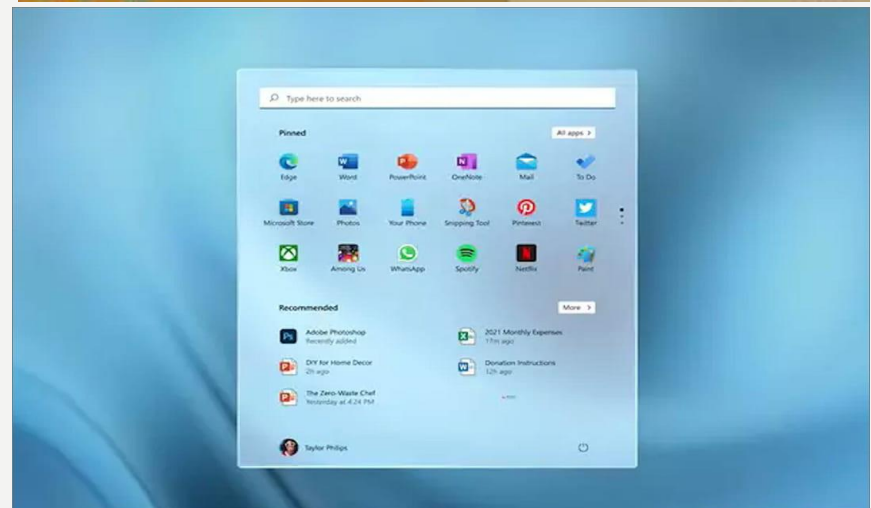 Type here to search
Pinned
All apps >
Edge
Word
PowerPoint
OneNote
Mail
To Do
Microsoft Store
Photos
Your Phone
Snipping Tool
Pinterest
Twitter
Xbox
Among Us
WhatsApp
Spotify
Netflix
Paint
Recommended
More >
Ps
Adobe Photoshop
Recently added
2021 Monthly Expenses
11m ago
DIY for Home Decor
2h ago
Donation Instructions
12h ago
The Zero-Waste Chef
Yesterday at 4:24 PM
Taylor Philips